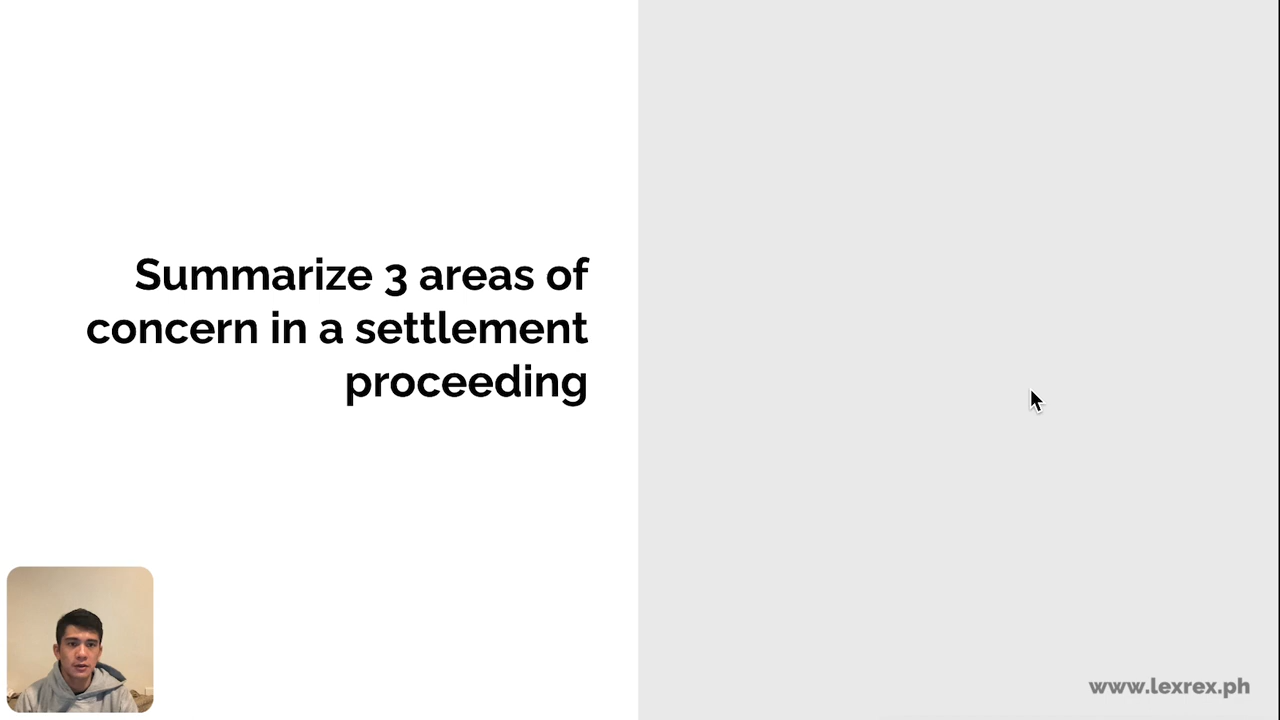 Summarize 3 areas of
concern in a settlement
proceeding
www.lexrex.ph